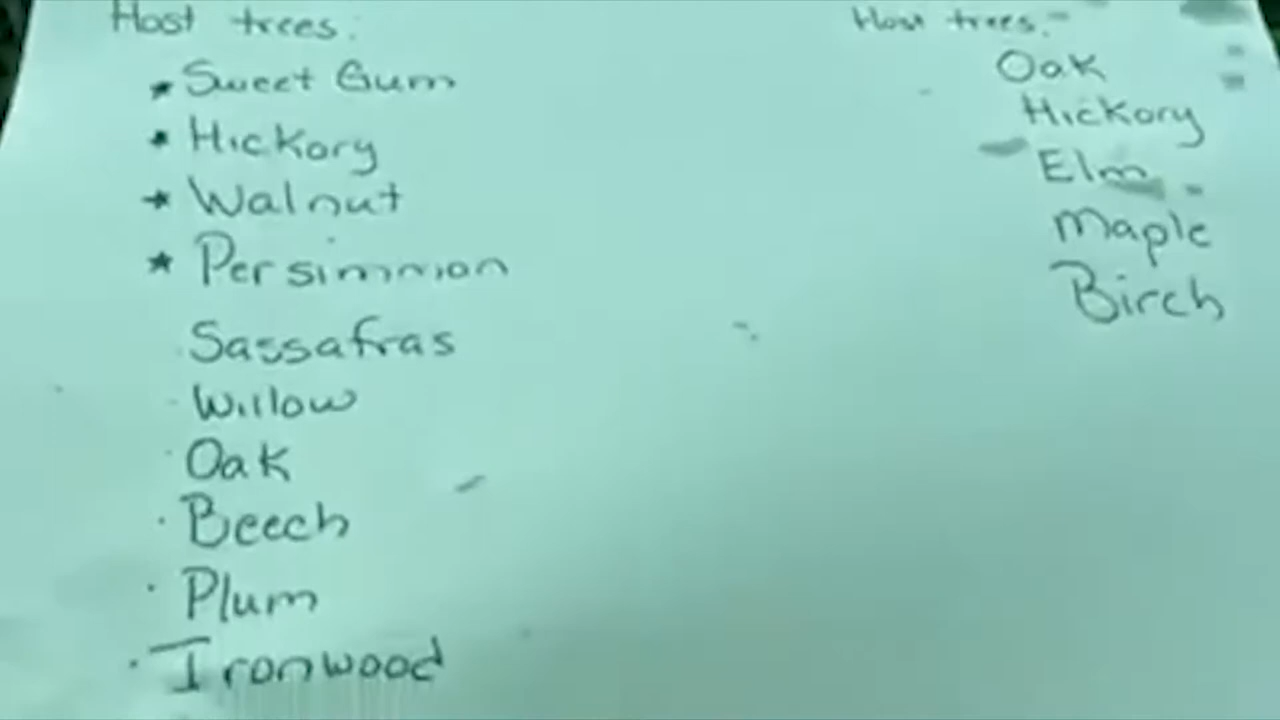 Host trees:
★ Sweet Gum
★ Hickory
★ Walnut
★ Persimmion
Sassafras
Willow
Oak
· Beech
· Plum
· Ironwood
Host trees:-
Oak
Hickory
Elm
Maple
Birch